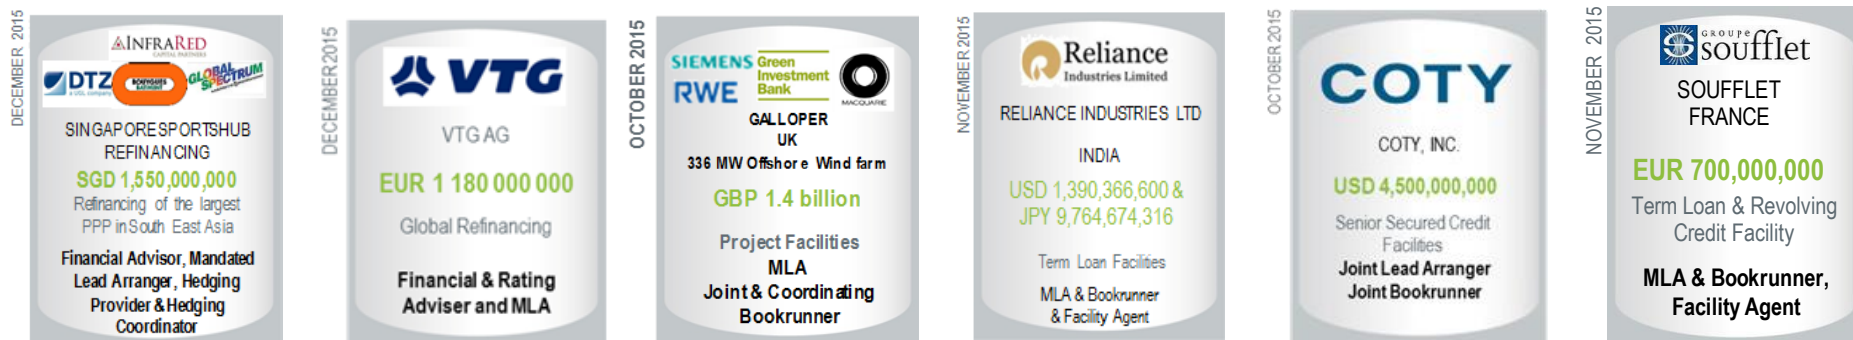 DECEMBER 2015
INFRARED
CAPITAL PARTNERS
DTZ
a UGL company
BOUYGUES
BATIMENT
GLOBAL
SPECTRUM
SINGAPORE SPORTSHUB
REFINANCING
SGD 1,550,000,000
Refinancing of the largest
PPP in South East Asia
Financial Advisor, Mandated
Lead Arranger, Hedging
Provider & Hedging
Coordinator
DECEMBER 2015
VTG
VTG AG
EUR 1 180 000 000
Global Refinancing
Financial & Rating
Adviser and MLA
OCTOBER 2015
SIEMENS
RWE
Green
Investment
Bank
MACQUARIE
GALLOPER
UK
336 MW Offshore Wind farm
GBP 1.4 billion
Project Facilities
MLA
Joint & Coordinating
Bookrunner
NOVEMBER 2015
Reliance
Industries Limited
RELIANCE INDUSTRIES LTD
INDIA
USD 1,390,366,600 &
JPY 9,764,674,316
Term Loan Facilities
MLA & Bookrunner
& Facility Agent
OCTOBER 2015
COTY
COTY, INC.
USD 4,500,000,000
Senior Secured Credit
Facilities
Joint Lead Arranger
Joint Bookrunner
NOVEMBER 2015
GROUPE
soufflet
SOUFFLET
FRANCE
EUR 700,000,000
Term Loan & Revolving
Credit Facility
MLA & Bookrunner,
Facility Agent